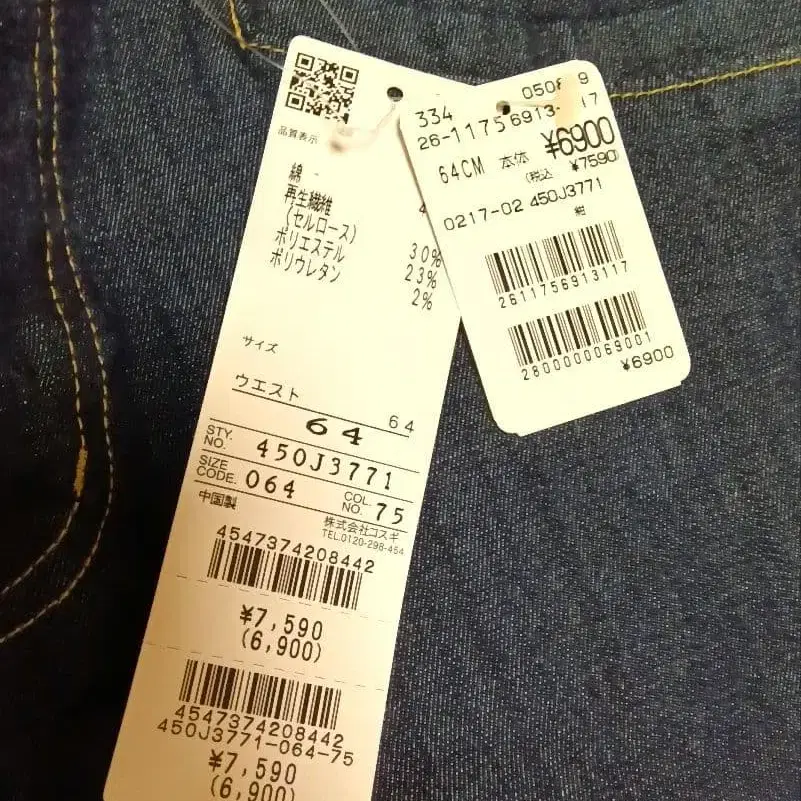 品質表示
綿
再生繊維
(セルロース)
ポリエステル 30%
ポリウレタン 23%
2%
サイズ
ウエスト 64
64
STY. NO. 450J3771
SIZE CODE. 064 COL. NO. 75
中国製
株式会社コスギ
TEL.0120-298-454
4547374208442
¥7,590
(6,900)
4547374208442
450J3771-064-75
¥7,590
(6,900)
334
26-1175
¥6900
64CM 本体
(税込 ¥7590)
0217-02 450J3771
紺
2611756913117
2800000069001
¥6900